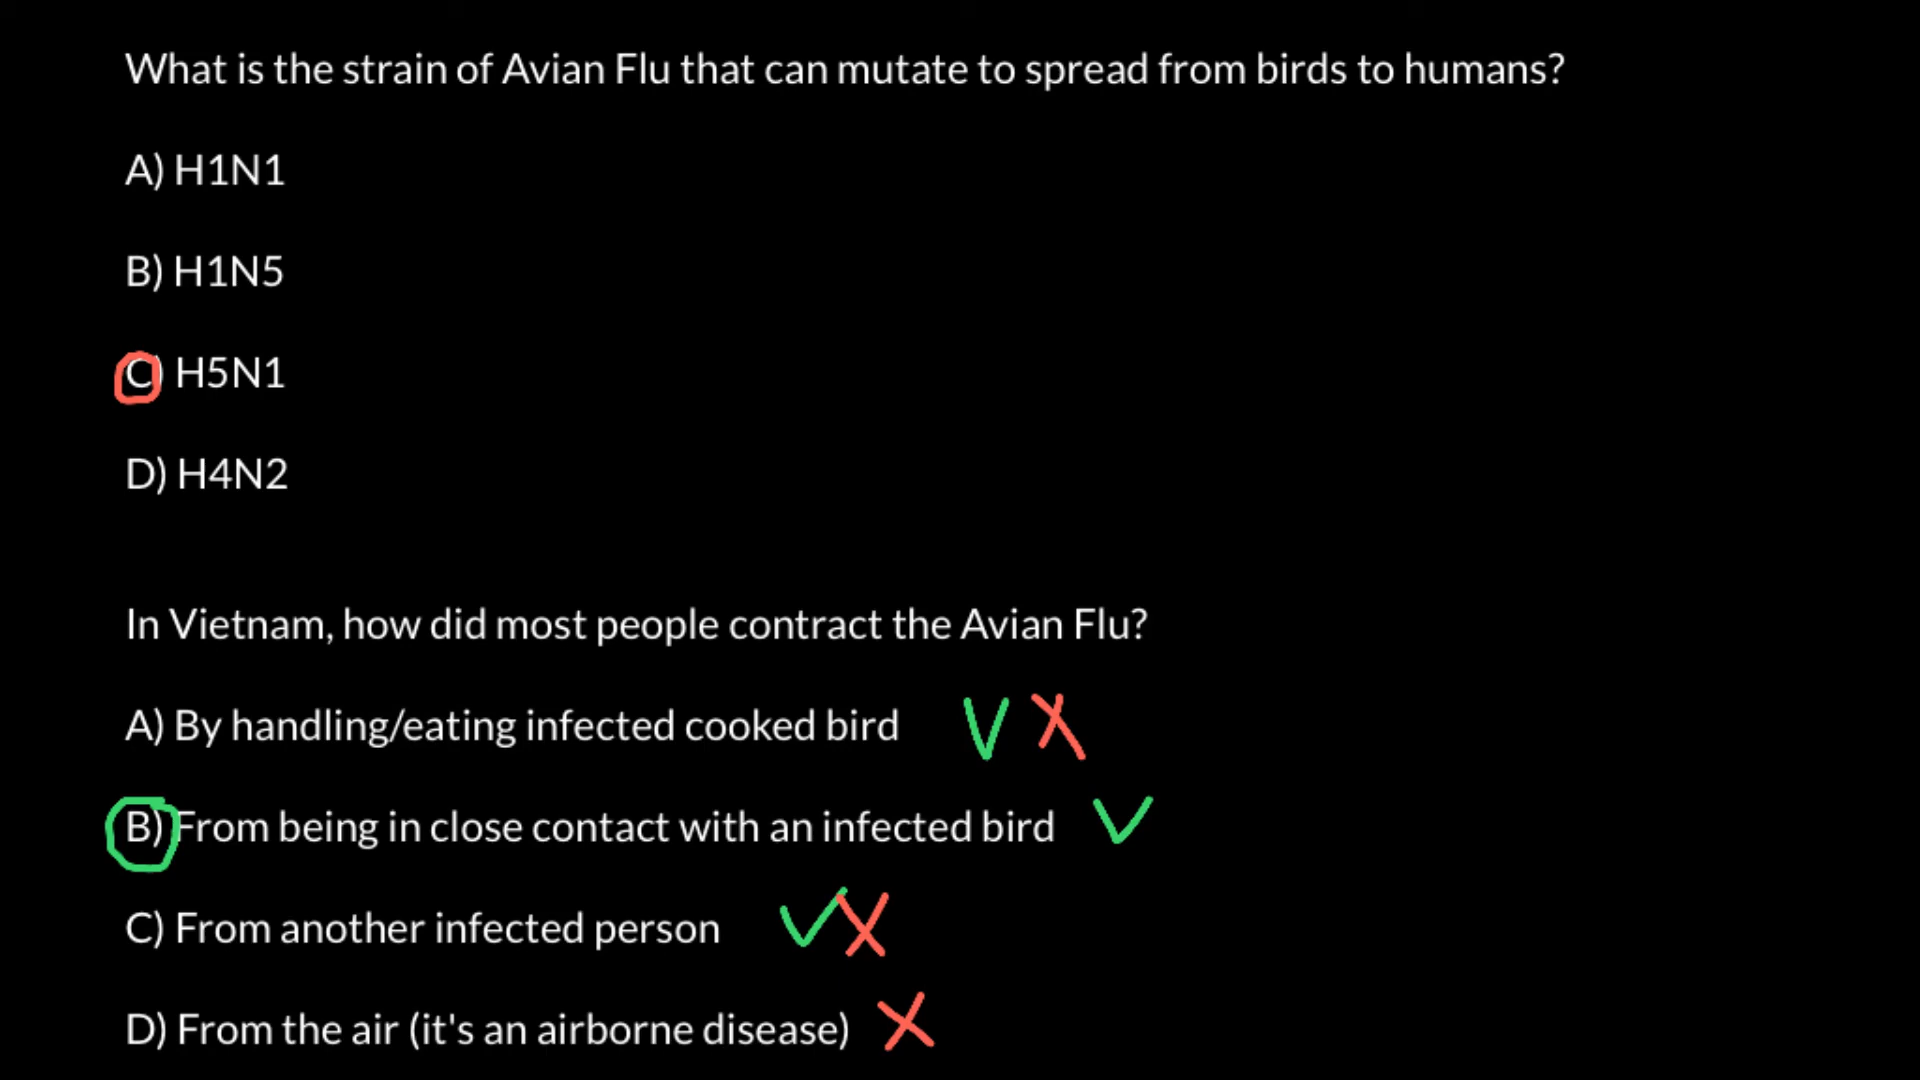 What is the strain of Avian Flu that can mutate to spread from birds to humans?
A) H1N1
B) H1N5
C) H5N1
D) H4N2
In Vietnam, how did most people contract the Avian Flu?
A) By handling/eating infected cooked bird
B) From being in close contact with an infected bird
C) From another infected person
D) From the air (it's an airborne disease)